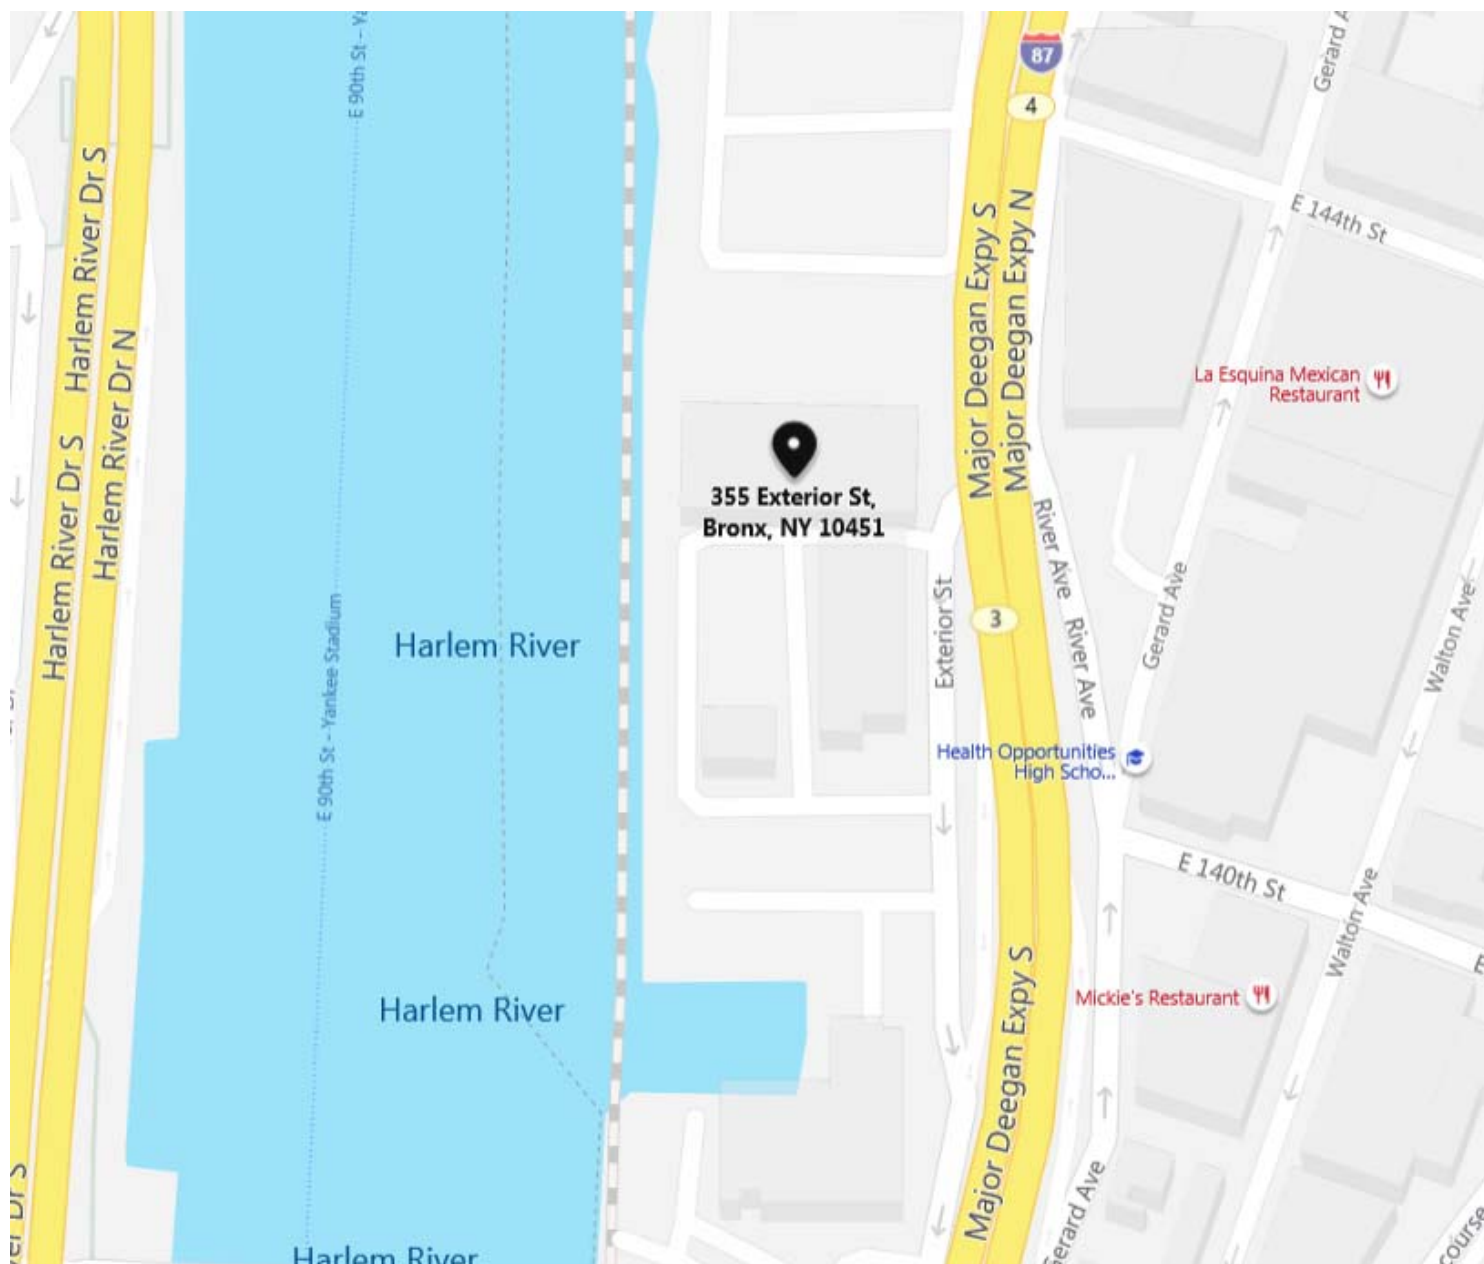 E 90th St – Ya
Gerard A
87
4
Harlem River Dr S
Major Deegan Expy S
Major Deegan Expy N
E 144th St
Harlem River Dr N
La Esquina Mexican
Restaurant
Harlem River Dr S
355 Exterior St,
Bronx, NY 10451
River Ave
Exterior St
3
Gerard Ave
Walton Ave
E 90th St – Yankee Stadium
Harlem River
River Ave
Health Opportunities
High Scho...
E 140th St
Walton Ave
E
Harlem River
Mickie's Restaurant
Major Deegan Expy S
er Dr S
Gerard Ave
course
Harlem River